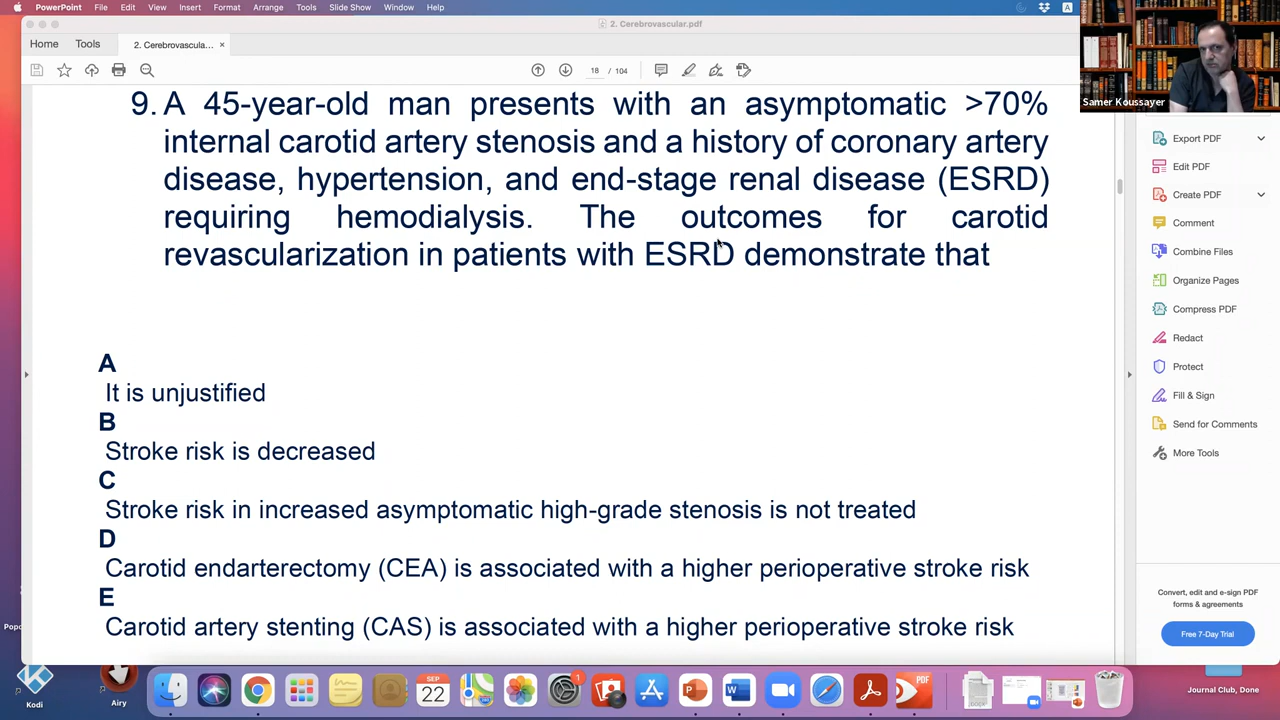 PowerPoint File Edit View Insert Format Arrange Tools Slide Show Window Help
2. Cerebrovascular.pdf
Home Tools 2. Cerebrovascula... ×
18 / 104
Samer Koussayer
9. A 45-year-old man presents with an asymptomatic >70%
internal carotid artery stenosis and a history of coronary artery
disease, hypertension, and end-stage renal disease (ESRD)
requiring hemodialysis. The outcomes for carotid
revascularization in patients with ESRD demonstrate that
A
It is unjustified
B
Stroke risk is decreased
C
Stroke risk in increased asymptomatic high-grade stenosis is not treated
D
Carotid endarterectomy (CEA) is associated with a higher perioperative stroke risk
E
Carotid artery stenting (CAS) is associated with a higher perioperative stroke risk
Export PDF
Edit PDF
Create PDF
Comment
Combine Files
Organize Pages
Compress PDF
Redact
Protect
Fill & Sign
Send for Comments
More Tools
Convert, edit and e-sign PDF
forms & agreements
Free 7-Day Trial
Kodi
Airy
SEP
22
1
PDF
Journal Club, Done